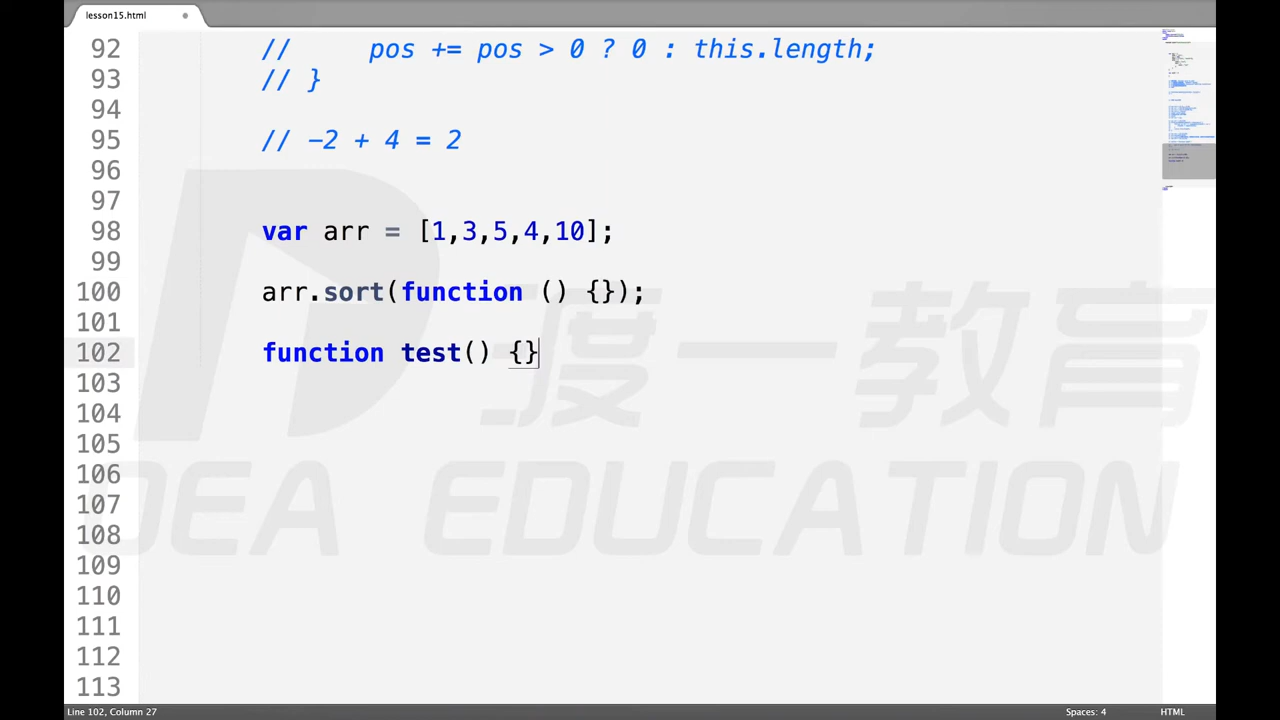 lesson15.html
92 //     pos += pos > 0 ? 0 : this.length;
93 // }
94
95 // -2 + 4 = 2
96
97
98 var arr = [1,3,5,4,10];
99
100 arr.sort(function () {});
101
102 function test() {}
103
104
105
106
107
108
109
110
111
112
113
度一教育
DEA EDUCATION
Line 102, Column 27
Spaces: 4
HTML